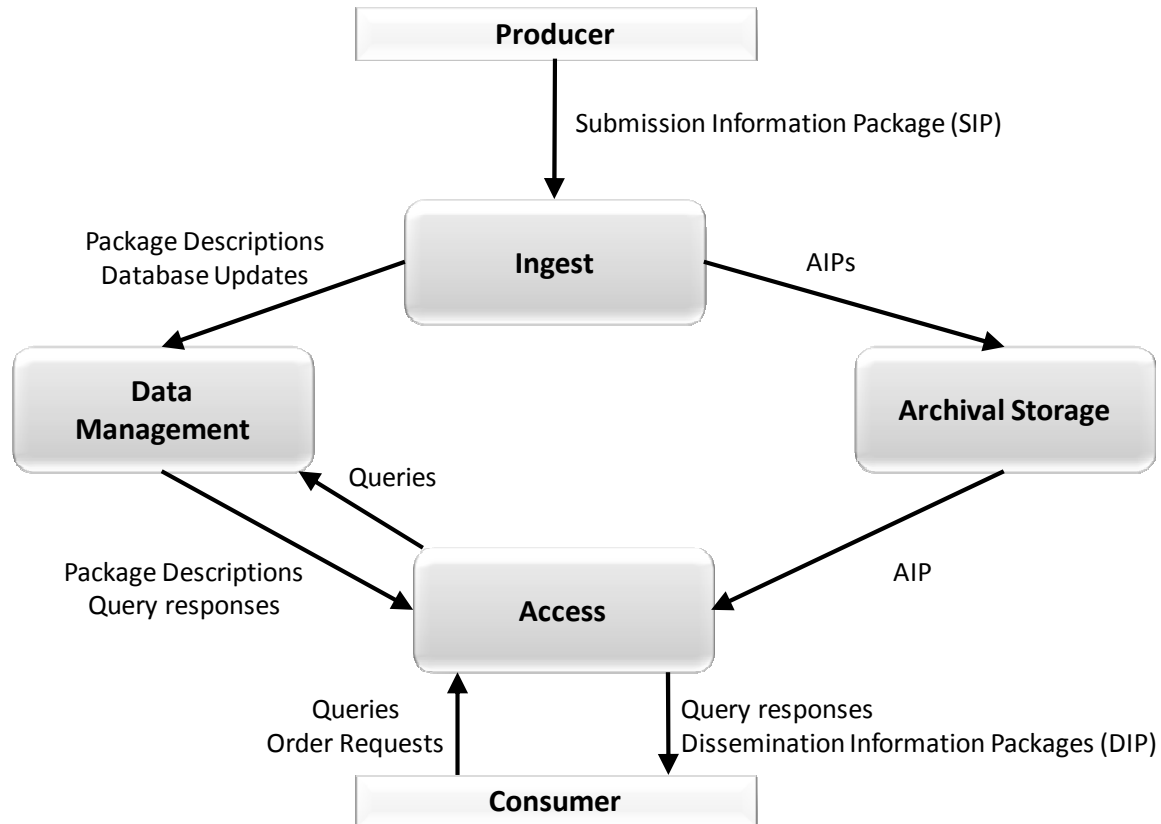 Producer
Submission Information Package (SIP)
Package Descriptions
Database Updates
Ingest
AIPs
Data
Management
Archival Storage
Queries
Package Descriptions
Query responses
AIP
Access
Queries
Order Requests
Query responses
Dissemination Information Packages (DIP)
Consumer